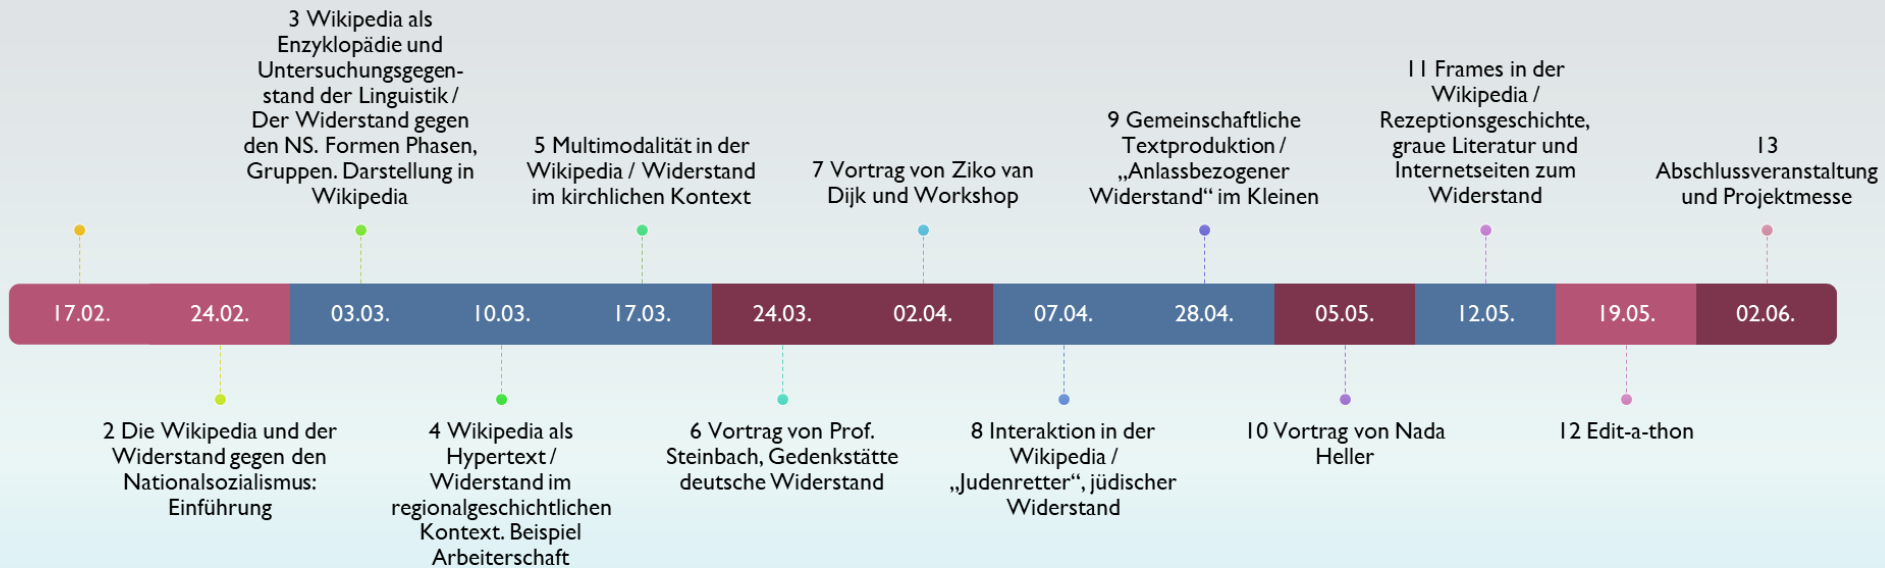 3 Wikipedia als
Enzyklopädie und
Untersuchungsgegen-
stand der Linguistik /
Der Widerstand gegen
den NS. Formen Phasen,
Gruppen. Darstellung in
Wikipedia
5 Multimodalität in der
Wikipedia / Widerstand
im kirchlichen Kontext
7 Vortrag von Ziko van
Dijk und Workshop
9 Gemeinschaftliche
Textproduktion /
„Anlassbezogener
Widerstand“ im Kleinen
11 Frames in der
Wikipedia /
Rezeptionsgeschichte,
graue Literatur und
Internetseiten zum
Widerstand
13
Abschlussveranstaltung
und Projektmesse
17.02.
24.02.
03.03.
10.03.
17.03.
24.03.
02.04.
07.04.
28.04.
05.05.
12.05.
19.05.
02.06.
2 Die Wikipedia und der
Widerstand gegen den
Nationalsozialismus:
Einführung
4 Wikipedia als
Hypertext /
Widerstand im
regionalgeschichtlichen
Kontext. Beispiel
Arbeiterschaft
6 Vortrag von Prof.
Steinbach, Gedenkstätte
deutsche Widerstand
8 Interaktion in der
Wikipedia /
„Judenretter“, jüdischer
Widerstand
10 Vortrag von Nada
Heller
12 Edit-a-thon